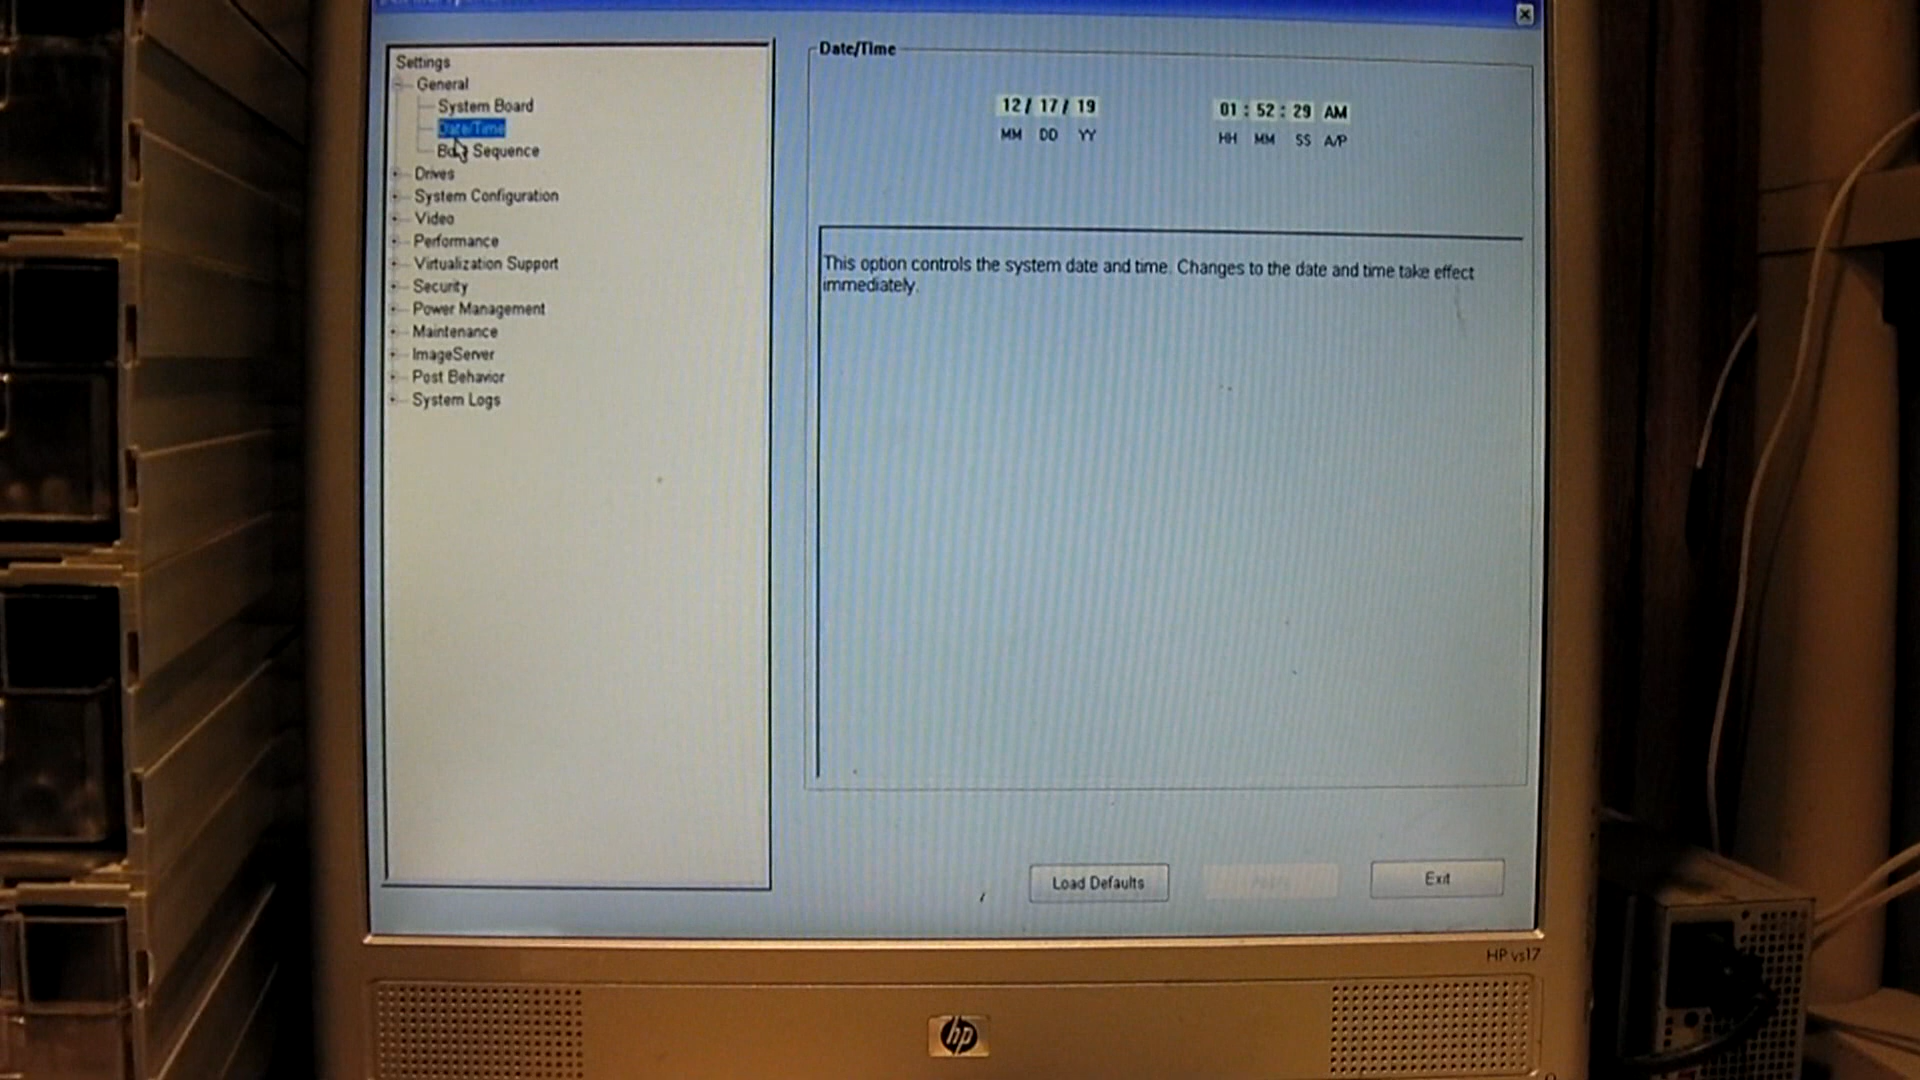 Settings
General
System Board
Date/Time
Sequence
Drives
System Configuration
Video
Performance
Virtualization Support
Security
Power Management
Maintenance
ImageServer
Post Behavior
System Logs
Date/Time
12 / 17 / 19
MM DD YY
01 : 52 : 29 AM
HH MM SS A/P
This option controls the system date and time. Changes to the date and time take effect
immediately.
Load Defaults
Exit
HP vs17
hp